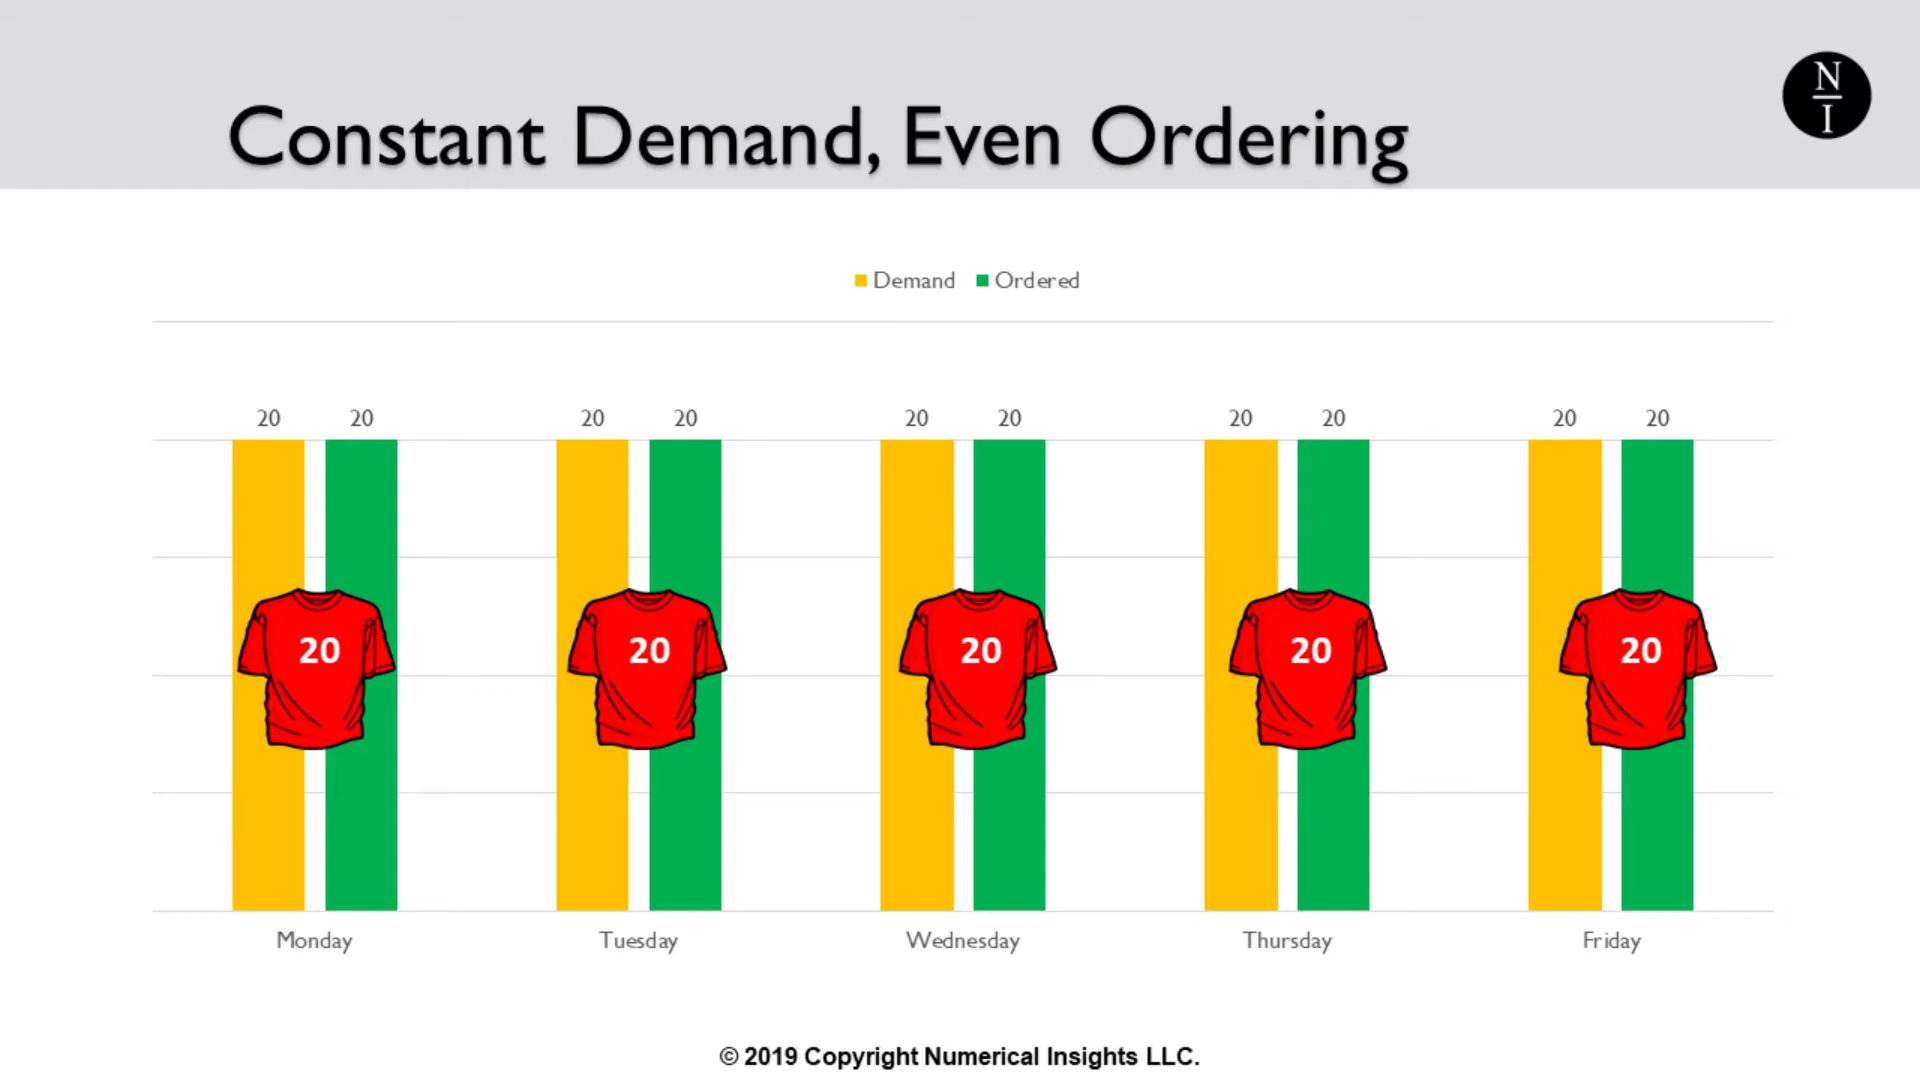 N
I
Constant Demand, Even Ordering
Demand Ordered
20 20 20 20 20 20 20 20 20 20
20 20 20 20 20
Monday Tuesday Wednesday Thursday Friday
© 2019 Copyright Numerical Insights LLC.